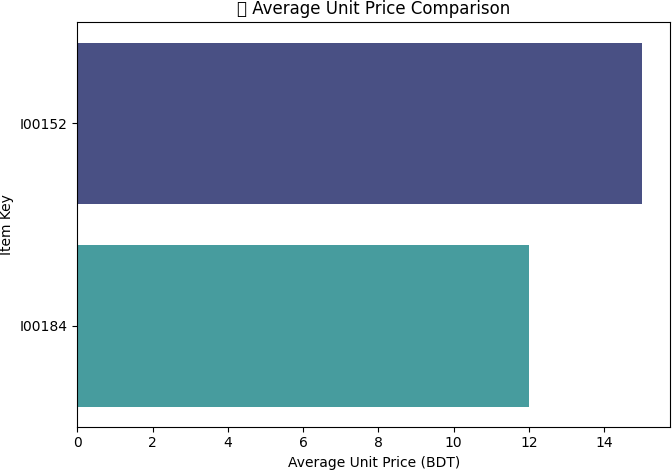 Average Unit Price Comparison
I00152
Item Key
I00184
0 2 4 6 8 10 12 14
Average Unit Price (BDT)